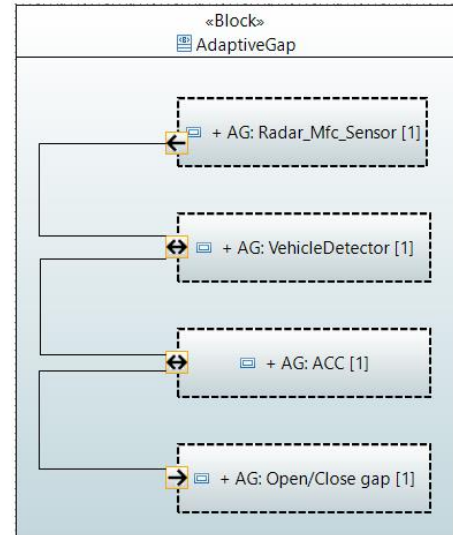 «Block»
AdaptiveGap
+ AG: Radar_Mfc_Sensor [1]
+ AG: VehicleDetector [1]
+ AG: ACC [1]
+ AG: Open/Close gap [1]